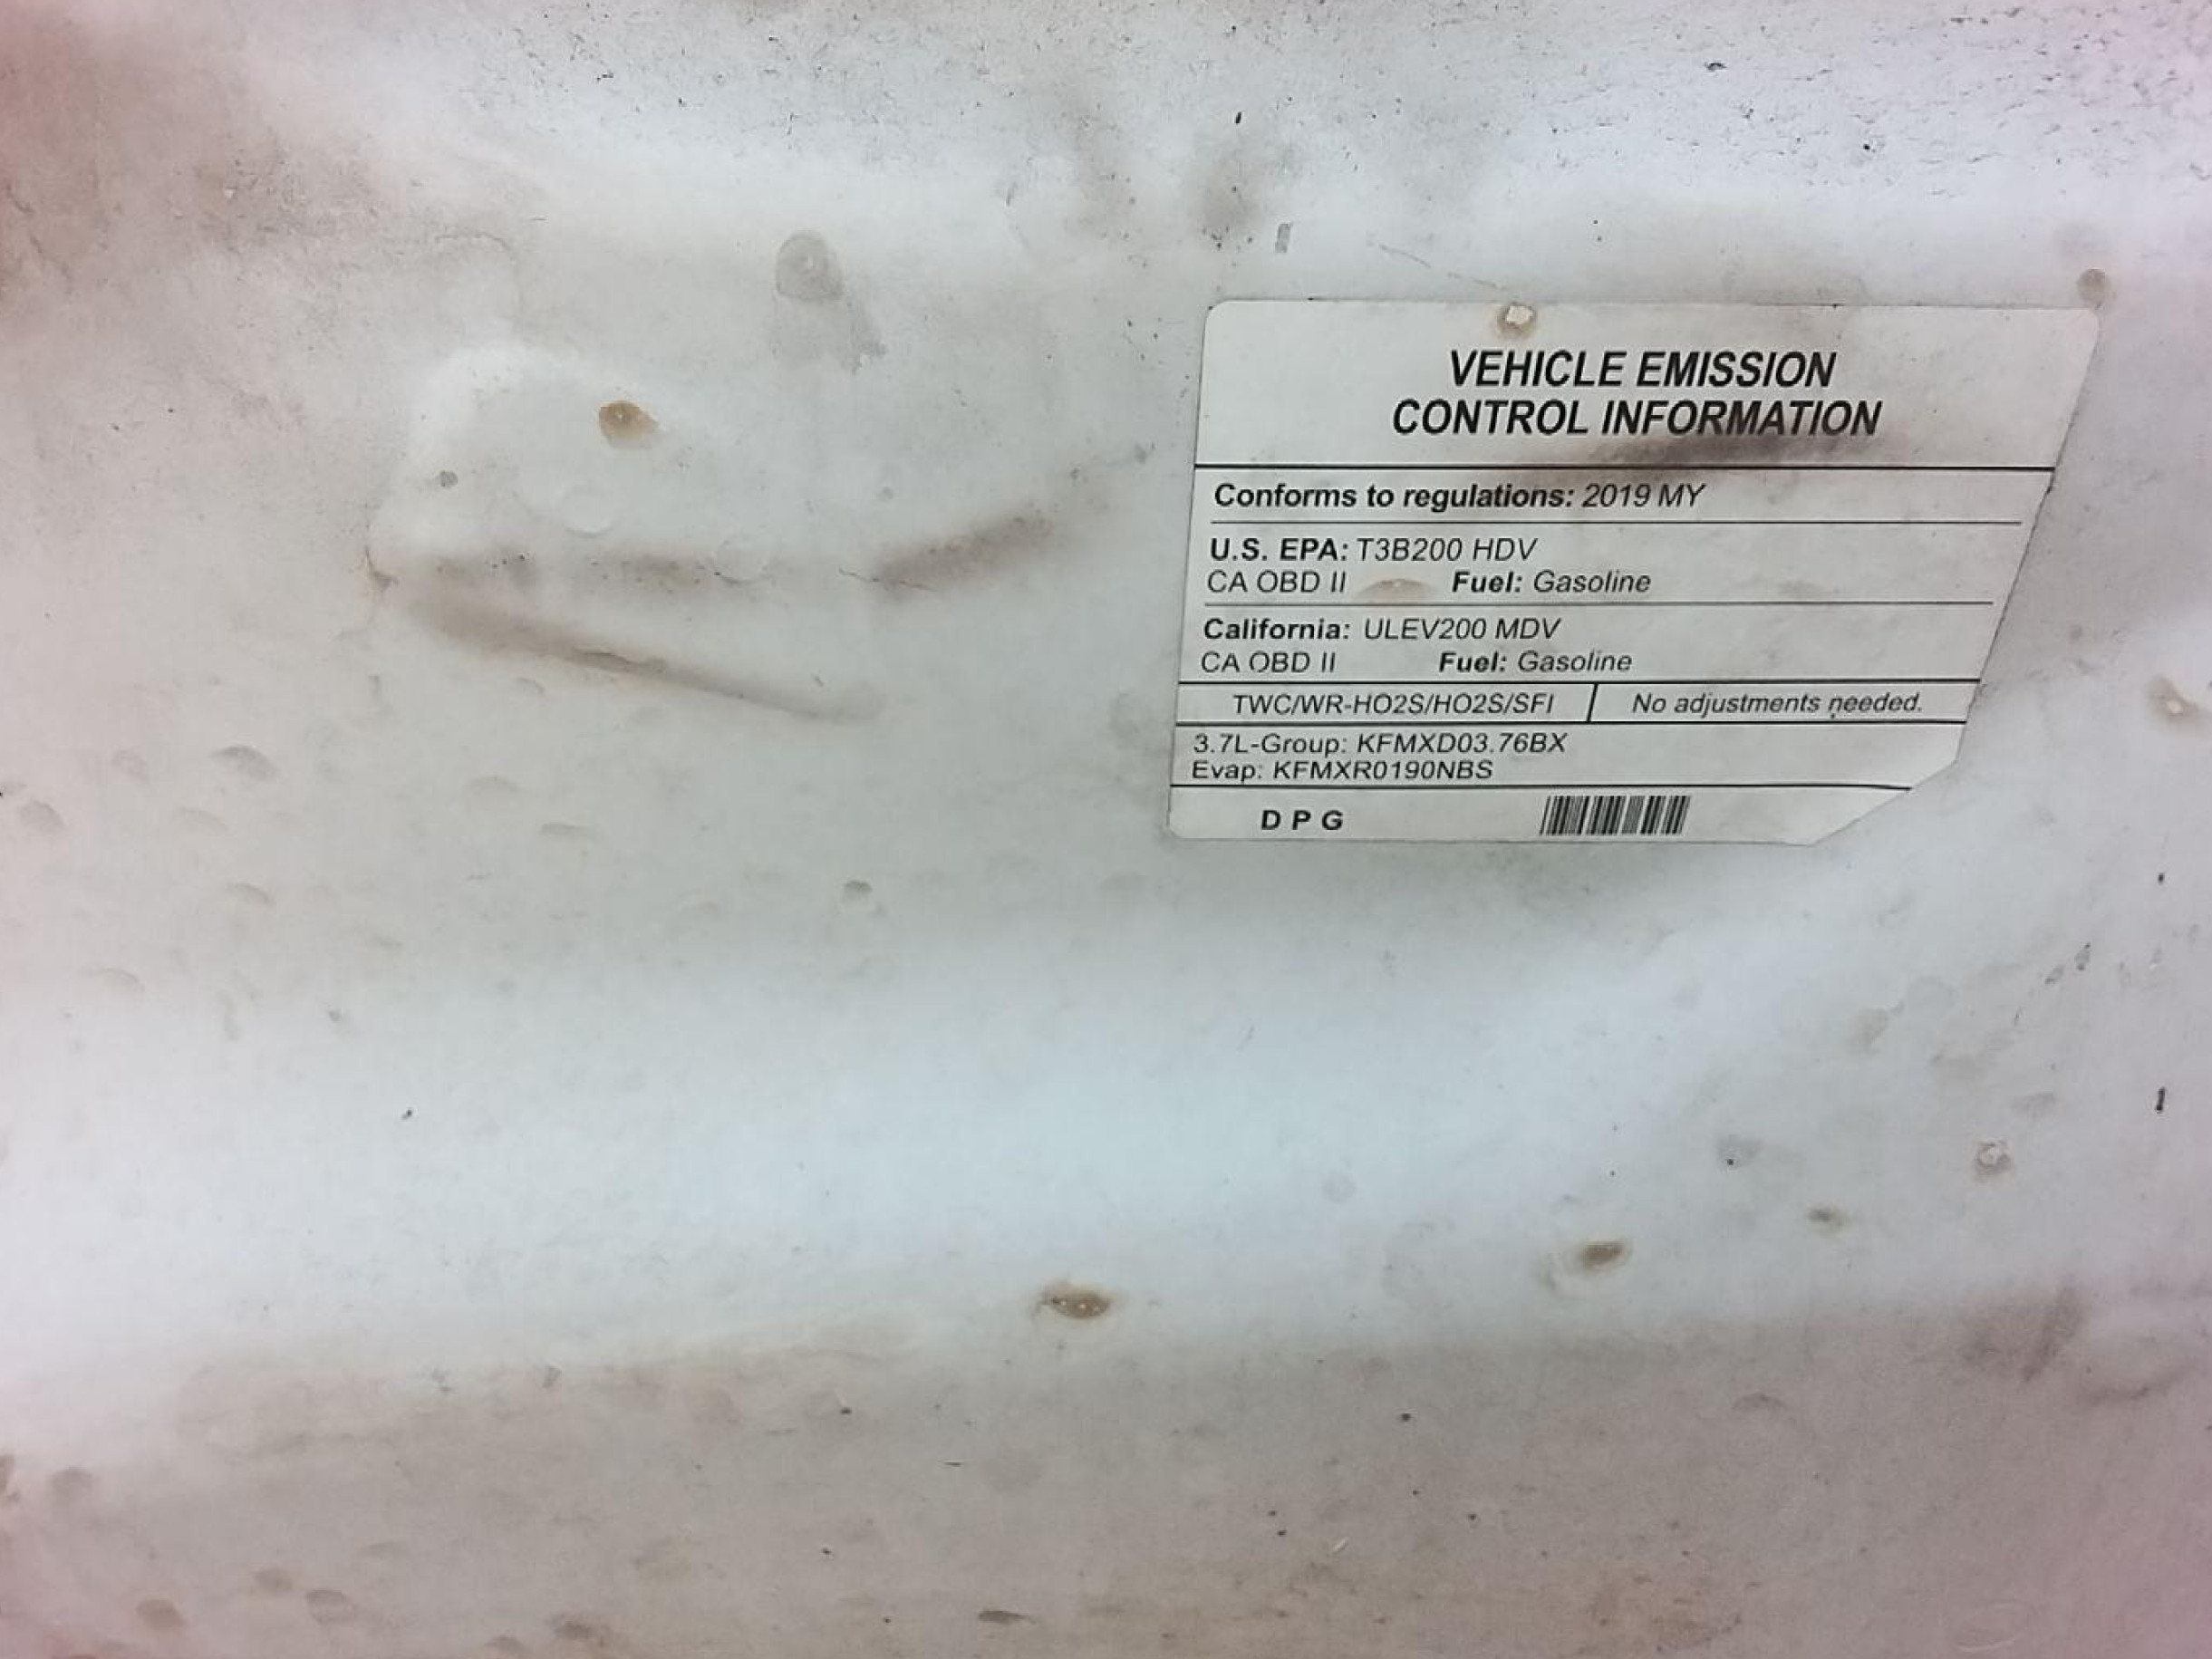 VEHICLE EMISSION
CONTROL INFORMATION
Conforms to regulations: 2019 MY
U.S. EPA: T3B200 HDV
CA OBD II Fuel: Gasoline
California: ULEV200 MDV
CA OBD II Fuel: Gasoline
TWC/WR-HO2S/HO2S/SFI No adjustments needed.
3.7L-Group: KFMXD03.76BX
Evap: KFMXR0190NBS
D P G